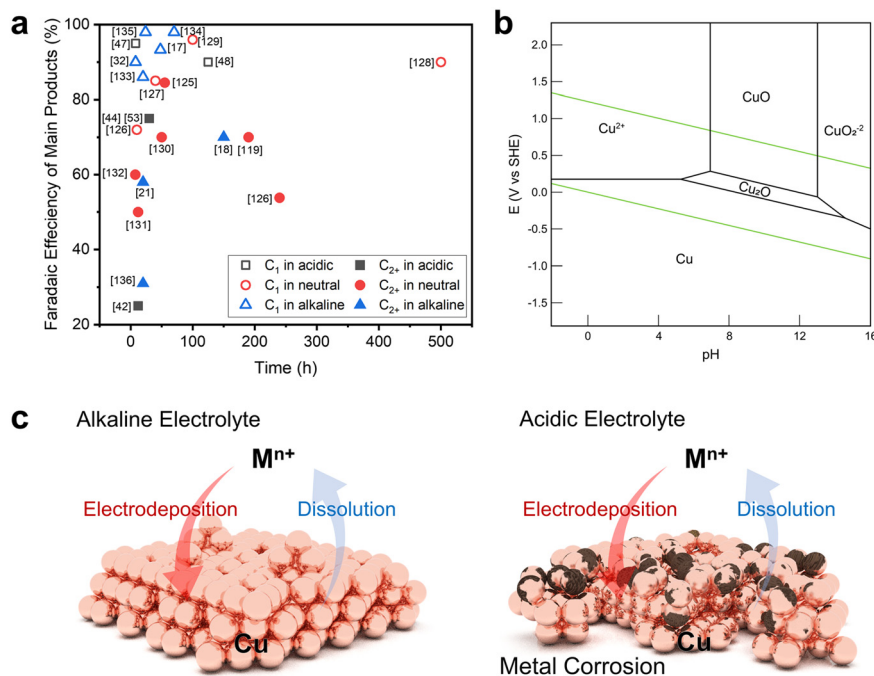 a
Faradaic Effeciency of Main Products (%)
100
90
80
70
60
50
40
30
20
[135]
[134]
[47]
[129]
[17]
[32]
[48]
[128]
[133]
[125]
[127]
[44] [53]
[126]
[130]
[18]
[119]
[132]
[21]
[126]
[131]
[136]
[42]
C1 in acidic
C2+ in acidic
C1 in neutral
C2+ in neutral
C1 in alkaline
C2+ in alkaline
0 100 200 300 400 500
Time (h)
b
E (V vs SHE)
2.0
1.5
1.0
0.5
0.0
-0.5
-1.0
-1.5
CuO
Cu²⁺
CuO₂⁻²
Cu₂O
Cu
0 4 8 12 16
pH
c
Alkaline Electrolyte
Mⁿ⁺
Electrodeposition
Dissolution
Cu
Acidic Electrolyte
Mⁿ⁺
Electrodeposition
Dissolution
Cu
Metal Corrosion